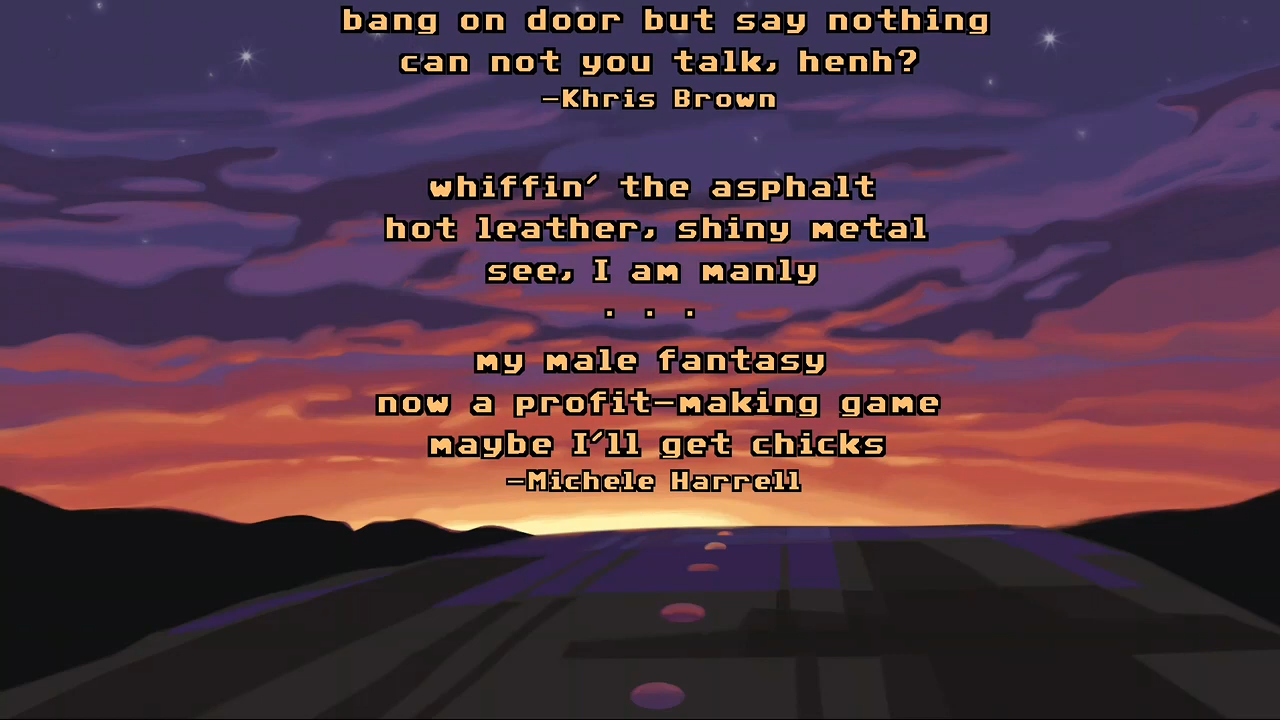 bang on door but say nothing
can not you talk, henh?
-Khris Brown
whiffin' the asphalt
hot leather, shiny metal
see, I am manly
. . .
my male fantasy
now a profit-making game
maybe I'll get chicks
-Michele Harrell